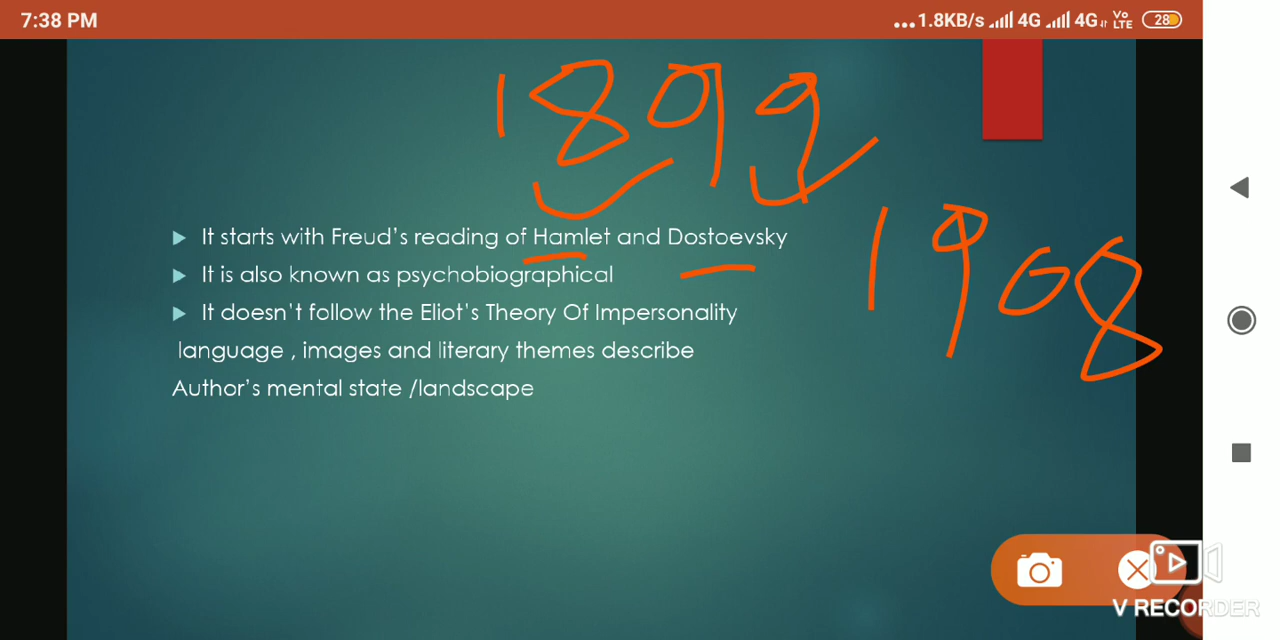 7:38 PM
...1.8KB/s 4G 4G Vo LTE 28
1899
1908
It starts with Freud's reading of Hamlet and Dostoevsky
It is also known as psychobiographical
It doesn't follow the Eliot's Theory Of Impersonality
language , images and literary themes describe
Author's mental state /landscape
V RECORDER